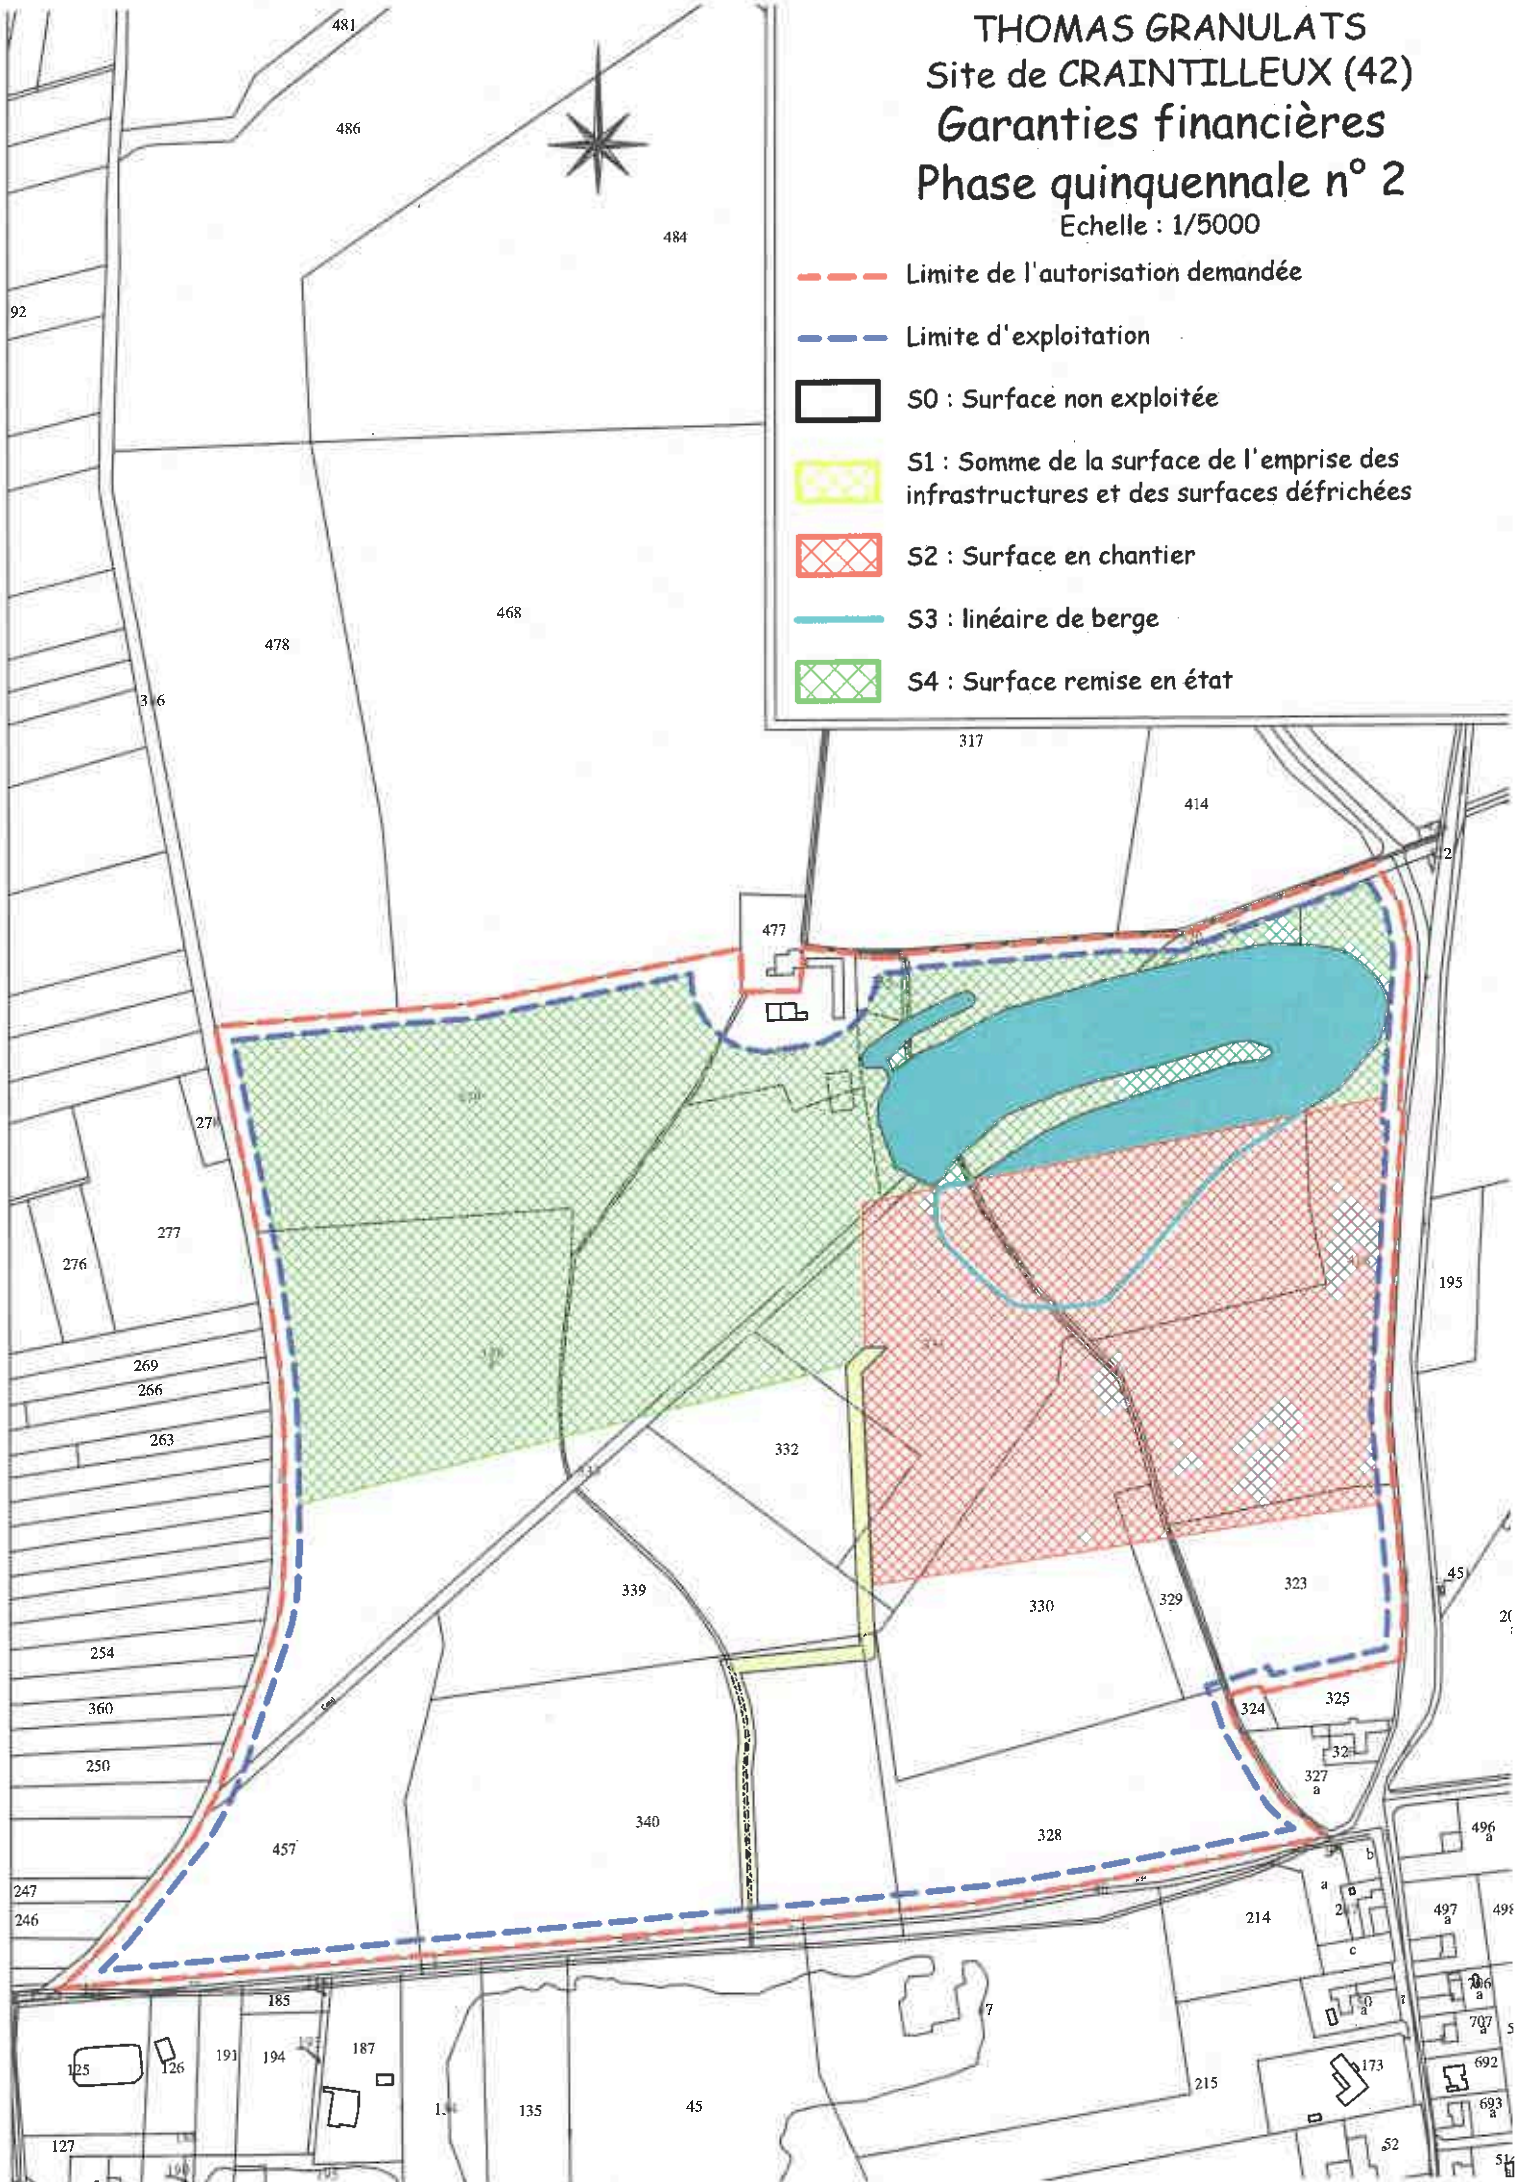 THOMAS GRANULATS
Site de CRAINTILLEUX (42)
Garanties financières
Phase quinquennale n° 2
Echelle : 1/5000
Limite de l'autorisation demandée
Limite d'exploitation
S0 : Surface non exploitée
S1 : Somme de la surface de l'emprise des
infrastructures et des surfaces défrichées
S2 : Surface en chantier
S3 : linéaire de berge
S4 : Surface remise en état
481
486
484
92
468
478
317
414
477
277
276
195
269
266
263
332
339
330
329
323
254
360
250
324
325
327
a
340
328
457
496
a
b
a
247
246
214
497
a
c
185
187
191
194
125
126
7
707
a
692
693
a
173
215
135
45
127
52